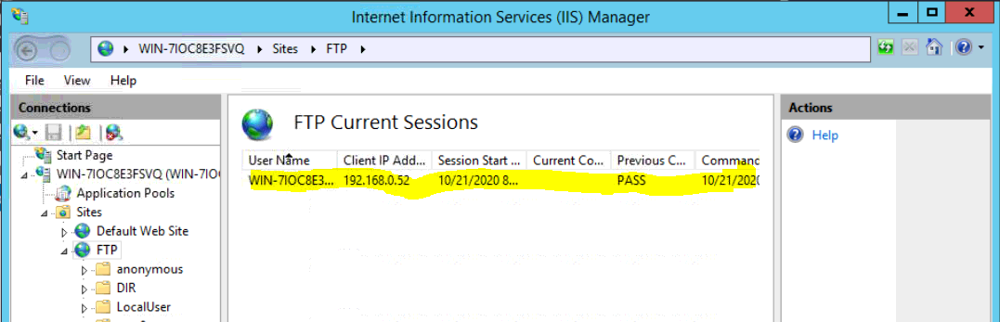 Internet Information Services (IIS) Manager
WIN-7IOC8E3FSVQ Sites FTP
File View Help
Connections
Start Page
WIN-7IOC8E3FSVQ (WIN-7IO
Application Pools
Sites
Default Web Site
FTP
anonymous
DIR
LocalUser
FTP Current Sessions
User Name Client IP Add... Session Start ... Current Co... Previous C... Command
WIN-7IOC8E3... 192.168.0.52 10/21/2020 8... PASS 10/21/2020
Actions
Help